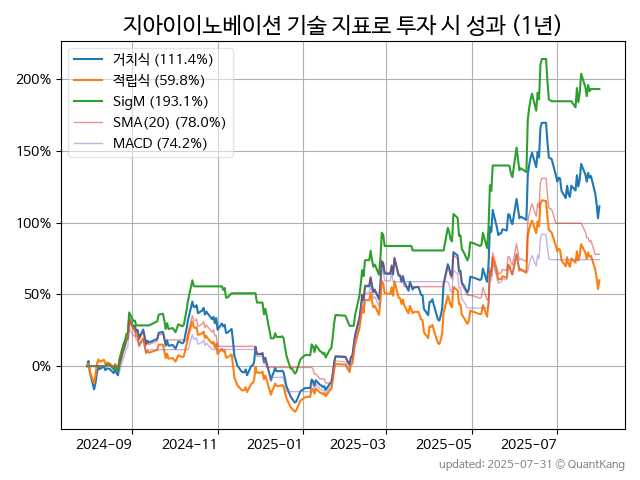 지아이이노베이션 기술 지표로 투자 시 성과 (1년)
거치식 (111.4%)
적립식 (59.8%)
SigM (193.1%)
SMA(20) (78.0%)
MACD (74.2%)
200%
150%
100%
50%
0%
2024-09 2024-11 2025-01 2025-03 2025-05 2025-07
updated: 2025-07-31 © QuantKang